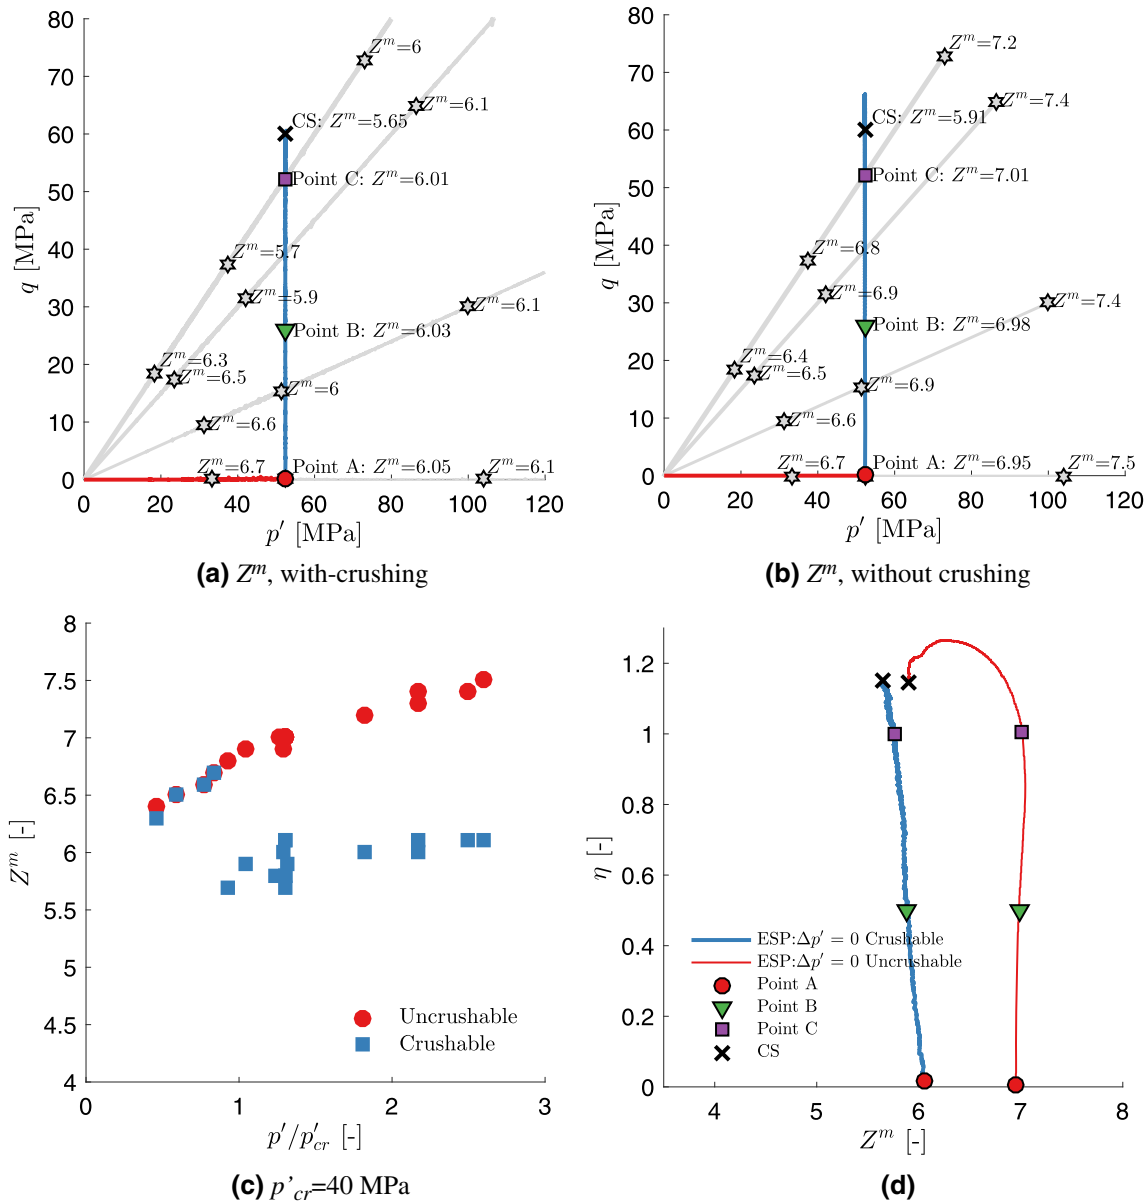 80
70
60
50
40
30
20
10
0
q [MPa]
Z^m=6
Z^m=6.1
CS: Z^m=5.65
Point C: Z^m=6.01
Z^m=5.7
Z^m=5.9
Z^m=6.1
Point B: Z^m=6.03
Z^m=6.3
Z^m=6.5
Z^m=6
Z^m=6.6
Z^m=6.7
Point A: Z^m=6.05
Z^m=6.1
0 20 40 60 80 100 120
p′ [MPa]
(a) Z^m, with-crushing
80
70
60
50
40
30
20
10
0
q [MPa]
Z^m=7.2
Z^m=7.4
CS: Z^m=5.91
Point C: Z^m=7.01
Z^m=6.8
Z^m=6.9
Z^m=7.4
Point B: Z^m=6.98
Z^m=6.4
Z^m=6.5
Z^m=6.9
Z^m=6.6
Z^m=6.7
Point A: Z^m=6.95
Z^m=7.5
0 20 40 60 80 100 120
p′ [MPa]
(b) Z^m, without crushing
8
7.5
7
6.5
6
5.5
5
4.5
4
Z^m [-]
Uncrushable
Crushable
0 1 2 3
p′/p′_cr [-]
(c) p’_cr=40 MPa
1.2
1
0.8
0.6
0.4
0.2
0
η [-]
ESP:Δp′ = 0 Crushable
ESP:Δp′ = 0 Uncrushable
Point A
Point B
Point C
CS
4 5 6 7 8
Z^m [-]
(d)